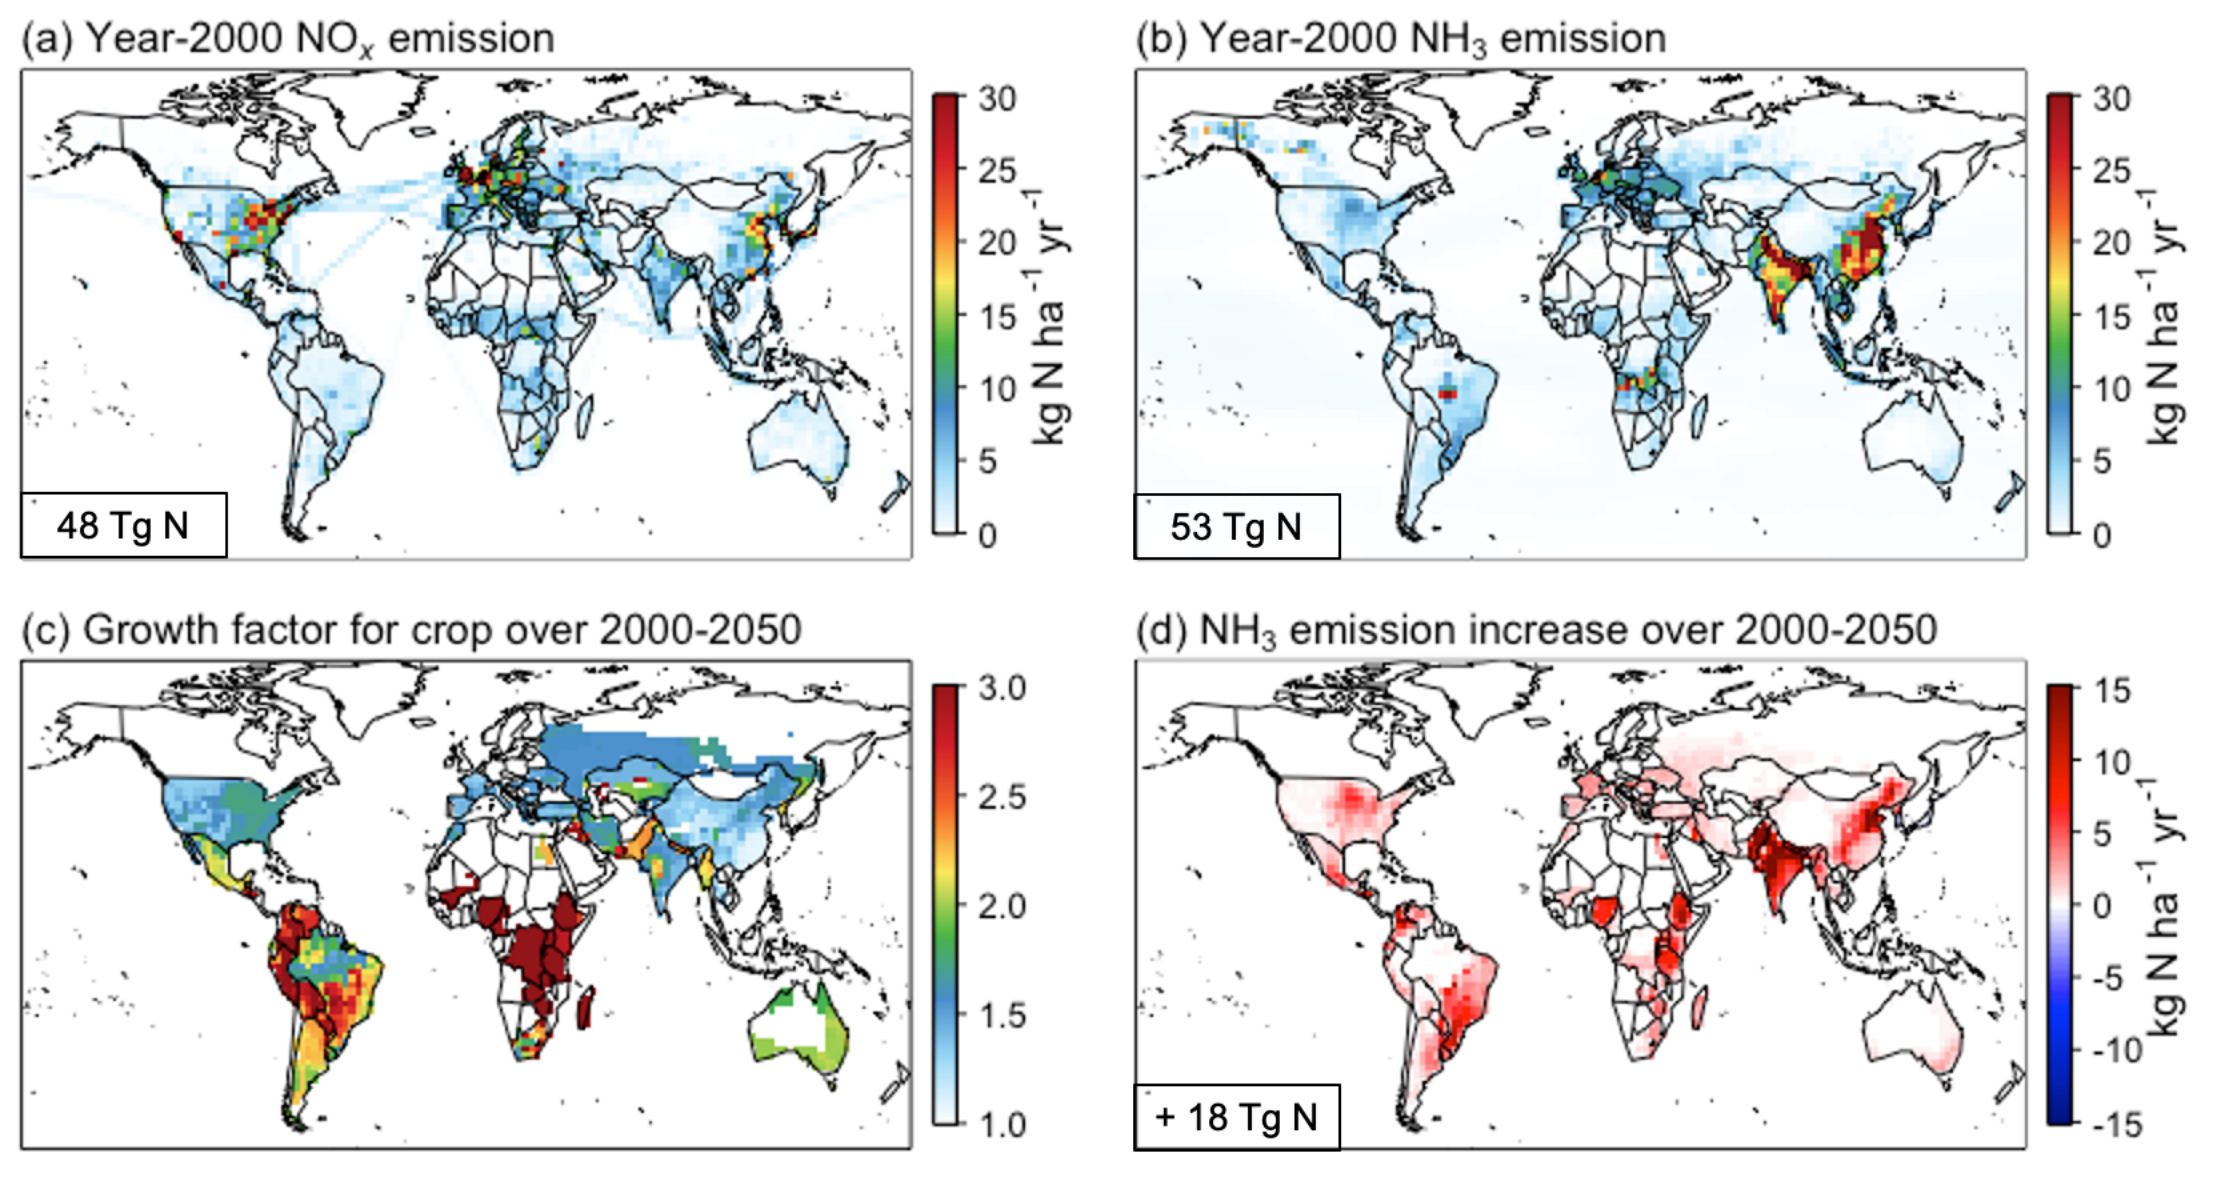 (a) Year-2000 NOx emission
30
25
20
15
10
5
0
kg N ha⁻¹ yr⁻¹
48 Tg N
(b) Year-2000 NH₃ emission
30
25
20
15
10
5
0
kg N ha⁻¹ yr⁻¹
53 Tg N
(c) Growth factor for crop over 2000-2050
3.0
2.5
2.0
1.5
1.0
(d) NH₃ emission increase over 2000-2050
15
10
5
0
-5
-10
-15
kg N ha⁻¹ yr⁻¹
+ 18 Tg N